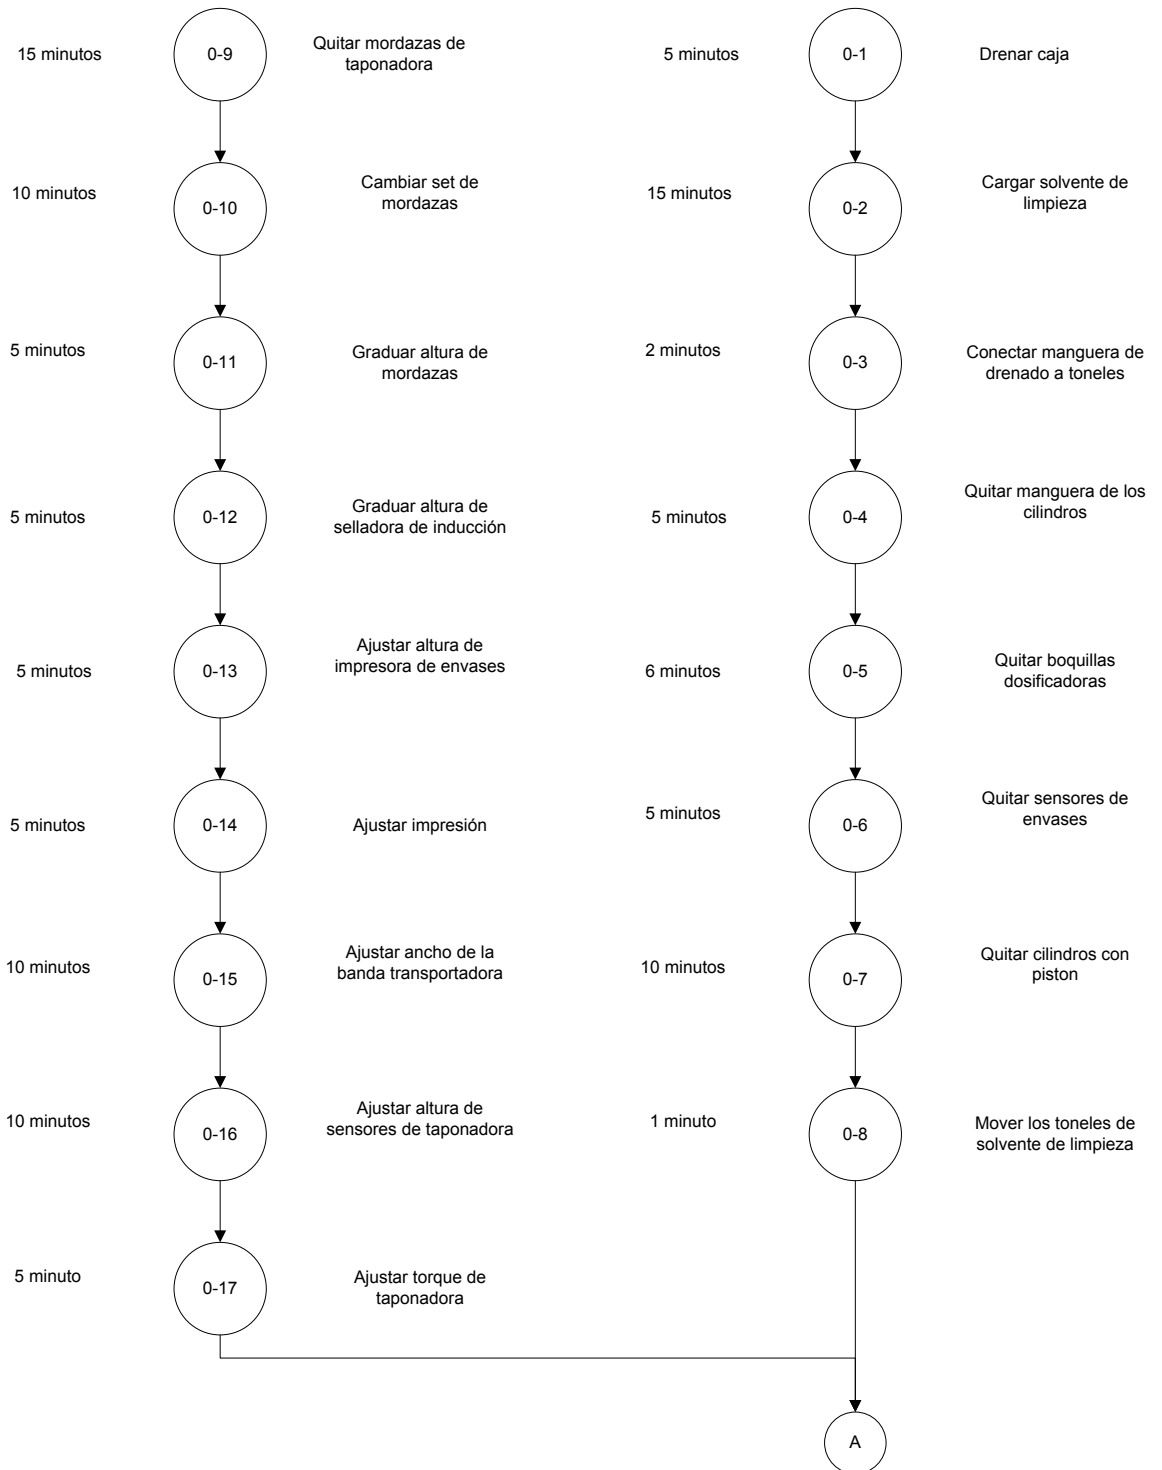 15 minutos
0-9
Quitar mordazas de
taponadora
5 minutos
0-1
Drenar caja
10 minutos
0-10
Cambiar set de
mordazas
15 minutos
0-2
Cargar solvente de
limpieza
5 minutos
0-11
Graduar altura de
mordazas
2 minutos
0-3
Conectar manguera de
drenado a toneles
5 minutos
0-12
Graduar altura de
selladora de inducción
5 minutos
0-4
Quitar manguera de los
cilindros
5 minutos
0-13
Ajustar altura de
impresora de envases
6 minutos
0-5
Quitar boquillas
dosificadoras
5 minutos
0-14
Ajustar impresión
5 minutos
0-6
Quitar sensores de
envases
10 minutos
0-15
Ajustar ancho de la
banda transportadora
10 minutos
0-7
Quitar cilindros con
piston
10 minutos
0-16
Ajustar altura de
sensores de taponadora
1 minuto
0-8
Mover los toneles de
solvente de limpieza
5 minuto
0-17
Ajustar torque de
taponadora
A